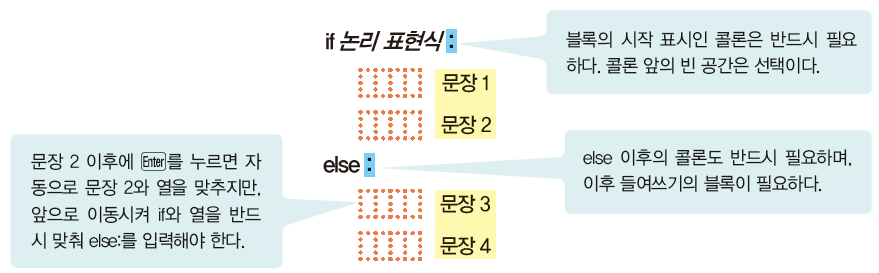 if 논리 표현식 :
블록의 시작 표시인 콜론은 반드시 필요
하다. 콜론 앞의 빈 공간은 선택이다.
문장 1
문장 2
else :
else 이후의 콜론도 반드시 필요하며,
이후 들여쓰기의 블록이 필요하다.
문장 2 이후에 Enter를 누르면 자
동으로 문장 2와 열을 맞추지만,
앞으로 이동시켜 if와 열을 반드
시 맞춰 else:를 입력해야 한다.
문장 3
문장 4